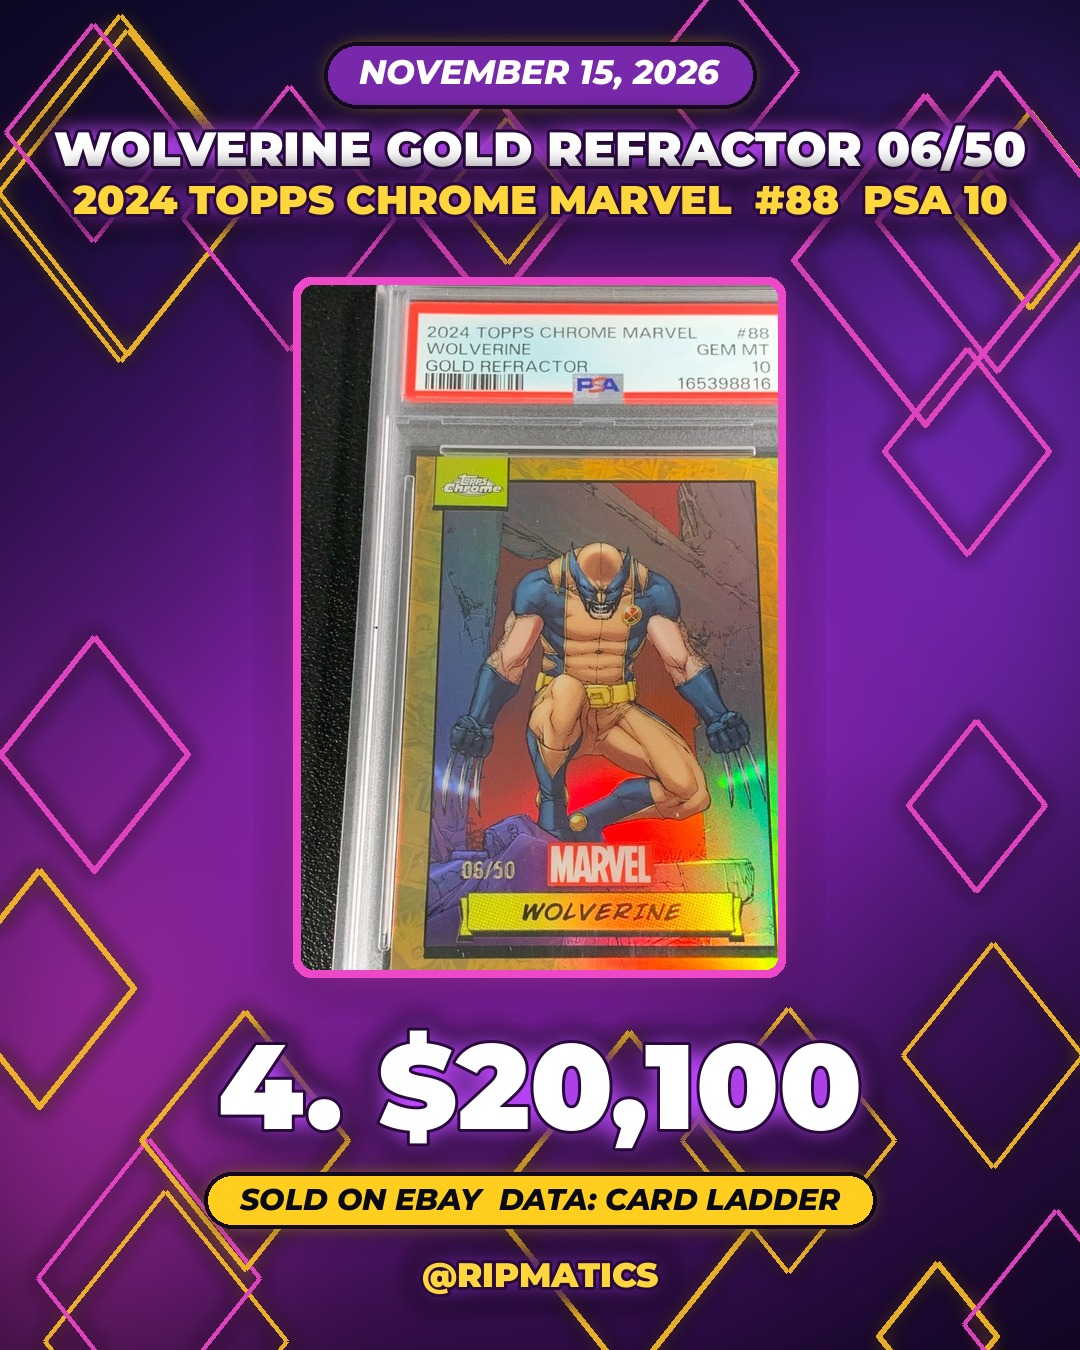 NOVEMBER 15, 2026
WOLVERINE GOLD REFRACTOR 06/50
2024 TOPPS CHROME MARVEL #88 PSA 10
2024 TOPPS CHROME MARVEL #88
WOLVERINE GEM MT
GOLD REFRACTOR 10
PSA 165398816
Topps Chrome
06/50 MARVEL
WOLVERINE
4. $20,100
SOLD ON EBAY DATA: CARD LADDER
@RIPMATICS